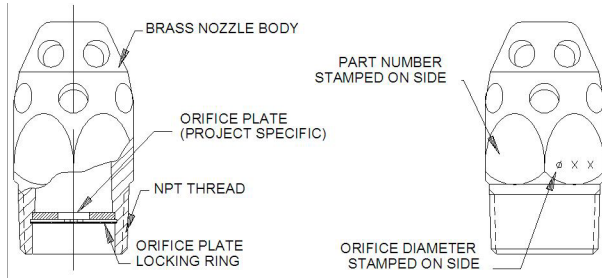 BRASS NOZZLE BODY
PART NUMBER
STAMPED ON SIDE
ORIFICE PLATE
(PROJECT SPECIFIC)
Ø X X
NPT THREAD
ORIFICE PLATE
LOCKING RING
ORIFICE DIAMETER
STAMPED ON SIDE